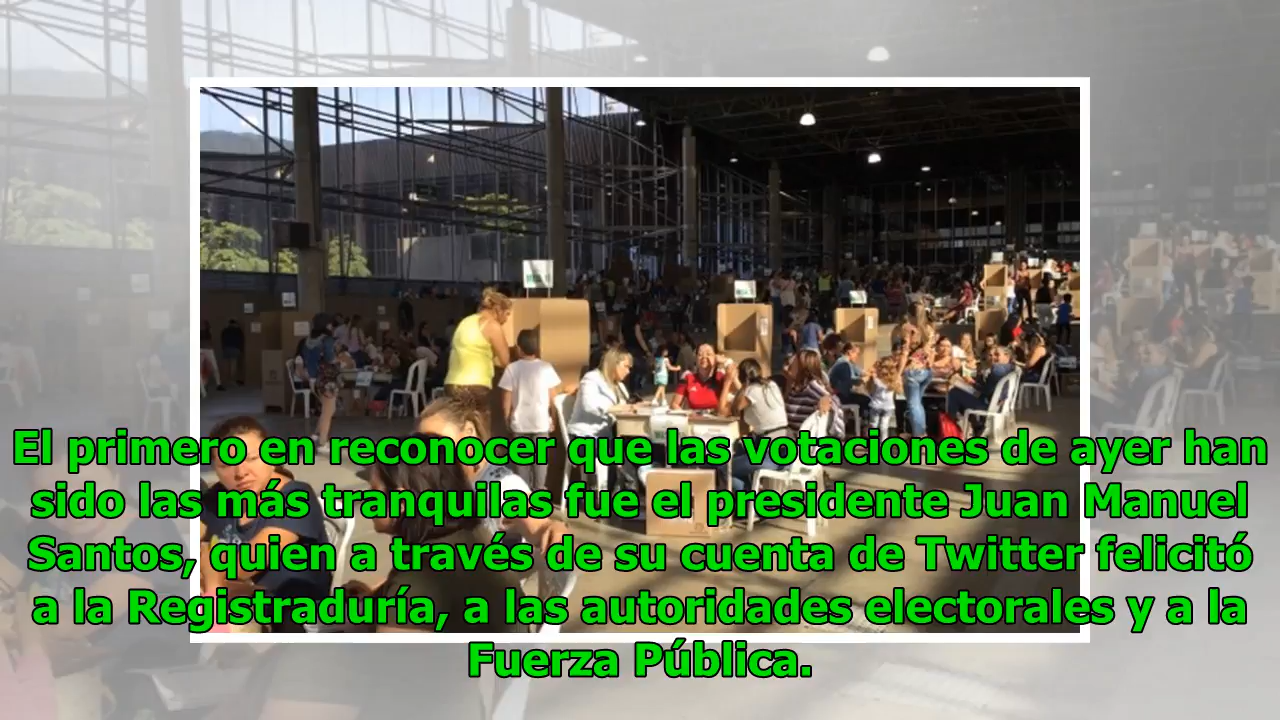 El primero en reconocer que las votaciones de ayer han
sido las más tranquilas fue el presidente Juan Manuel
Santos, quien a través de su cuenta de Twitter felicitó
a la Registraduría, a las autoridades electorales y a la
Fuerza Pública.